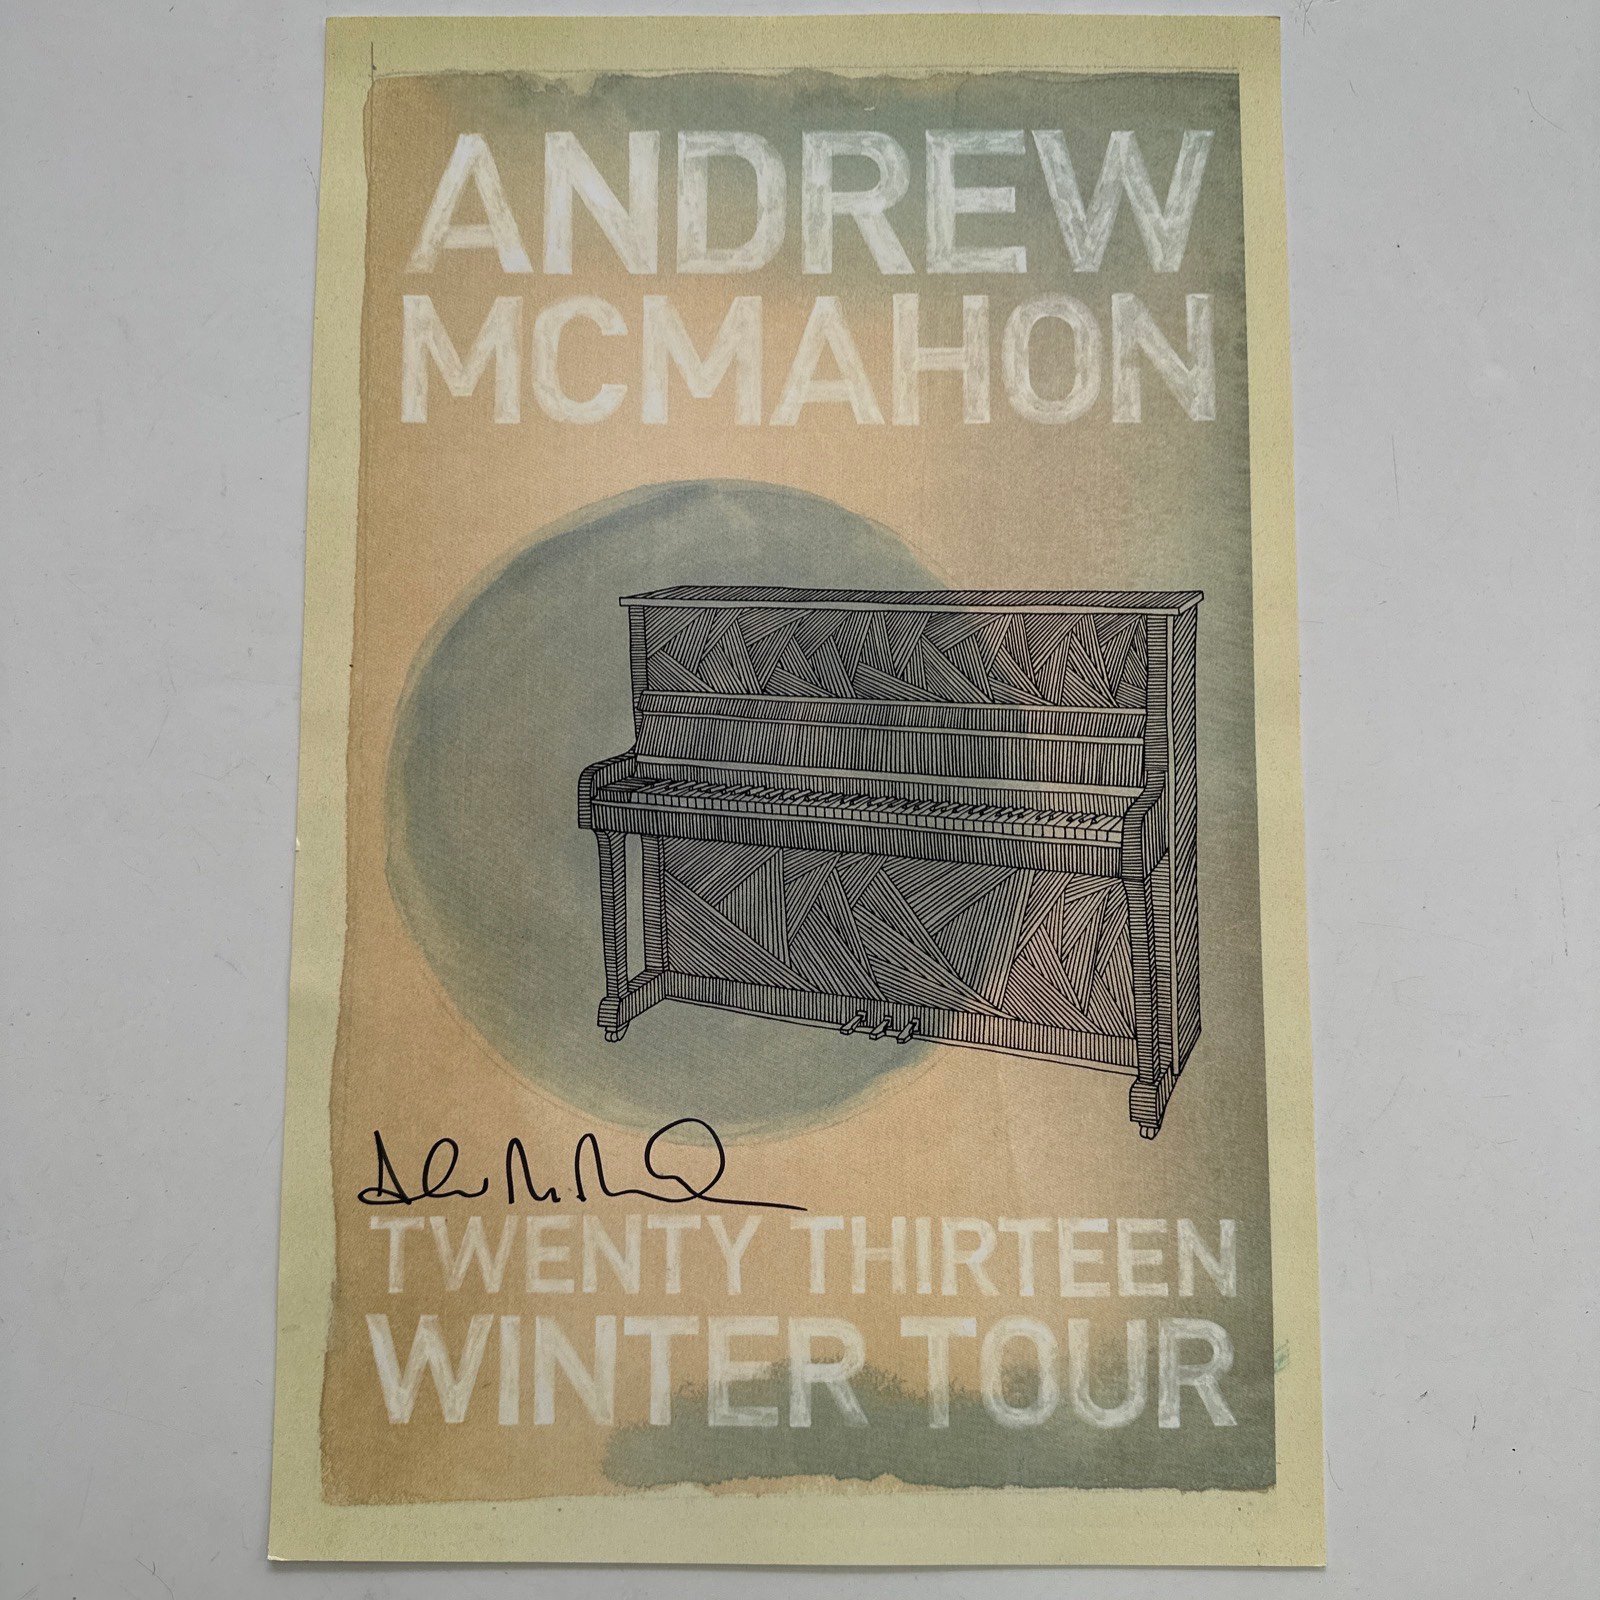 ANDREW
MCMAHON
TWENTY THIRTEEN
WINTER TOUR